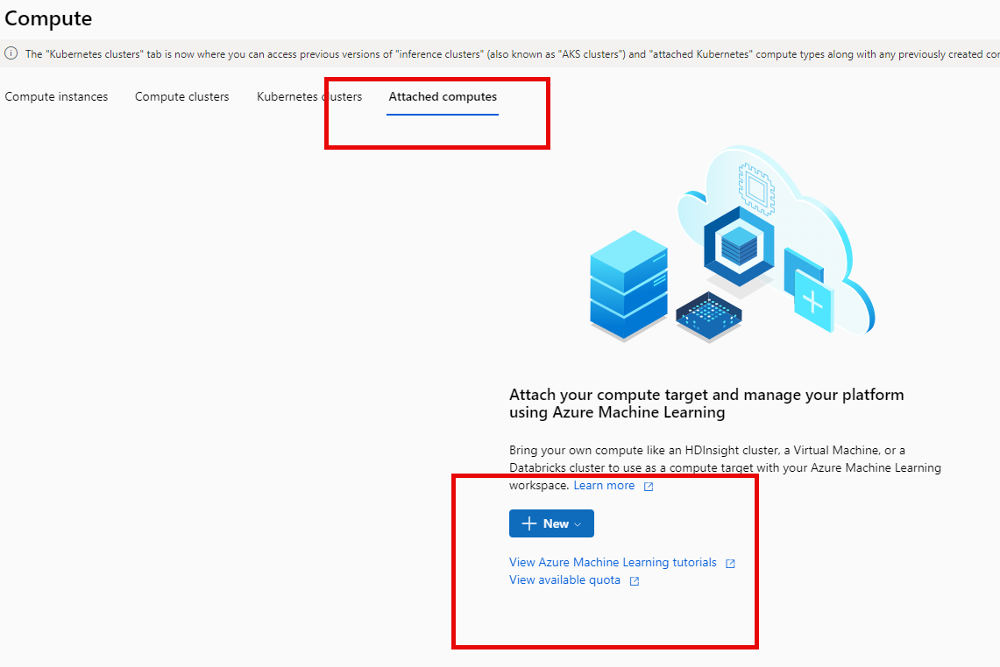 Compute
The "Kubernetes clusters" tab is now where you can access previous versions of "inference clusters" (also known as "AKS clusters") and "attached Kubernetes" compute types along with any previously created
Compute instances Compute clusters Kubernetes clusters Attached computes
Attach your compute target and manage your platform
using Azure Machine Learning
Bring your own compute like an HDInsight cluster, a Virtual Machine, or a
Databricks cluster to use as a compute target with your Azure Machine Learning
workspace. Learn more
New
View Azure Machine Learning tutorials
View available quota